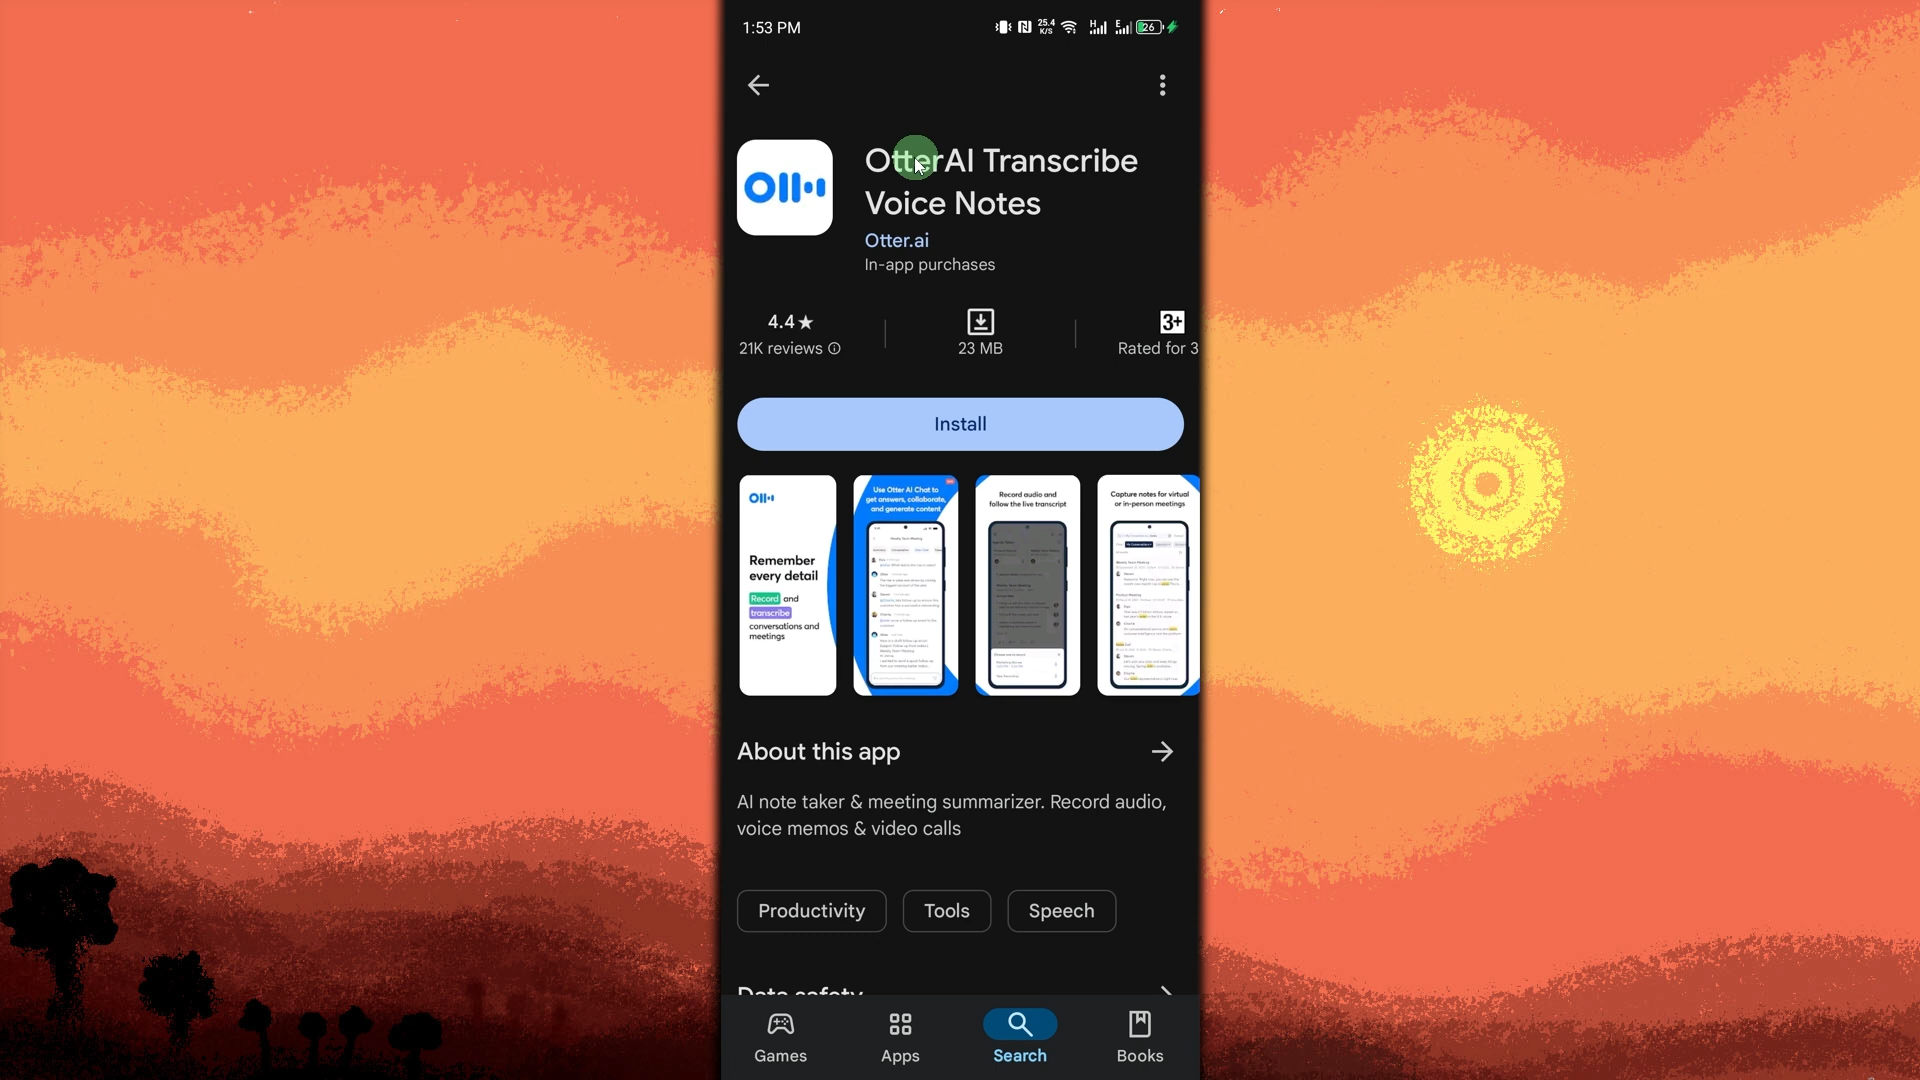 1:53 PM
25.4
K/S
H
E
26
OtterAI Transcribe
Voice Notes
Otter.ai
In-app purchases
4.4★
21K reviews
23 MB
3+
Rated for 3
Install
Remember
every detail
Record and
transcribe
conversations and
meetings
Use Otter AI Chat to
get answers, collaborate,
and generate content
Record audio and
follow the live transcript
Capture notes for virtual
or in-person meetings
About this app
AI note taker & meeting summarizer. Record audio,
voice memos & video calls
Productivity
Tools
Speech
Data safety
Games
Apps
Search
Books